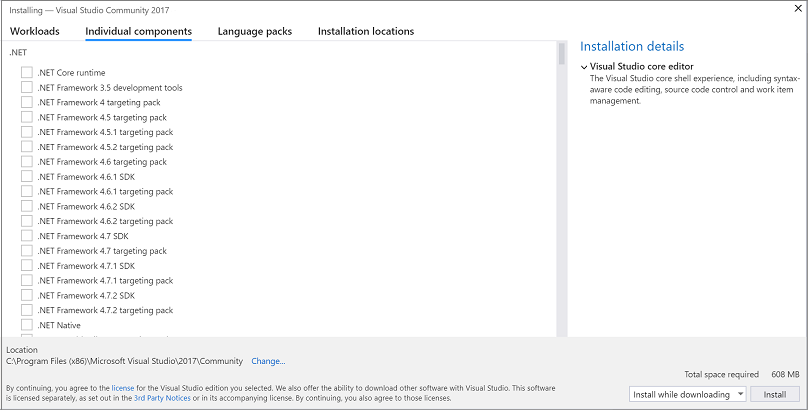 Installing — Visual Studio Community 2017
Workloads Individual components Language packs Installation locations
.NET
.NET Core runtime
.NET Framework 3.5 development tools
.NET Framework 4 targeting pack
.NET Framework 4.5 targeting pack
.NET Framework 4.5.1 targeting pack
.NET Framework 4.5.2 targeting pack
.NET Framework 4.6 targeting pack
.NET Framework 4.6.1 SDK
.NET Framework 4.6.1 targeting pack
.NET Framework 4.6.2 SDK
.NET Framework 4.6.2 targeting pack
.NET Framework 4.7 SDK
.NET Framework 4.7 targeting pack
.NET Framework 4.7.1 SDK
.NET Framework 4.7.1 targeting pack
.NET Framework 4.7.2 SDK
.NET Framework 4.7.2 targeting pack
.NET Native
Installation details
Visual Studio core editor
The Visual Studio core shell experience, including syntax-
aware code editing, source code control and work item
management.
Location
C:\Program Files (x86)\Microsoft Visual Studio\2017\Community Change...
Total space required 608 MB
By continuing, you agree to the license for the Visual Studio edition you selected. We also offer the ability to download other software with Visual Studio. This software
is licensed separately, as set out in the 3rd Party Notices or in its accompanying license. By continuing, you also agree to those licenses.
Install while downloading Install